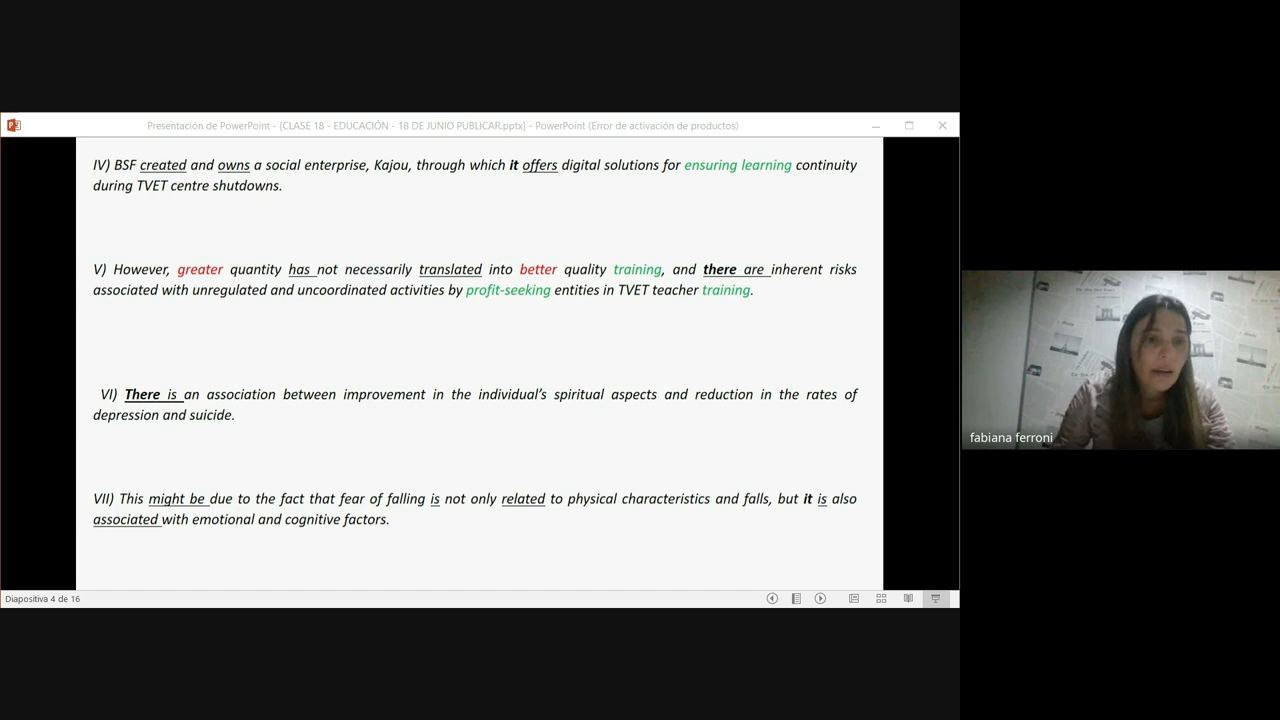 Presentación de PowerPoint - [CLASE 18 - EDUCACIÓN - 18 DE JUNIO PUBLICAR.pptx] - PowerPoint (Error de activación de productos)
IV) BSF created and owns a social enterprise, Kajou, through which it offers digital solutions for ensuring learning continuity
during TVET centre shutdowns.
V) However, greater quantity has not necessarily translated into better quality training, and there are inherent risks
associated with unregulated and uncoordinated activities by profit-seeking entities in TVET teacher training.
VI) There is an association between improvement in the individual's spiritual aspects and reduction in the rates of
depression and suicide.
VII) This might be due to the fact that fear of falling is not only related to physical characteristics and falls, but it is also
associated with emotional and cognitive factors.
Diapositiva 4 de 16
fabiana ferroni